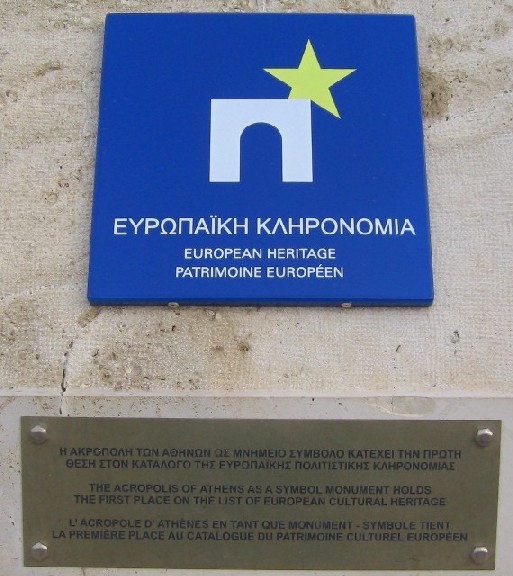 ΕΥΡΩΠΑΪΚΗ ΚΛΗΡΟΝΟΜΙΑ
EUROPEAN HERITAGE
PATRIMOINE EUROPÉEN
Η ΑΚΡΟΠΟΛΗ ΤΩΝ ΑΘΗΝΩΝ ΩΣ ΜΝΗΜΕΙΟ ΣΥΜΒΟΛΟ ΚΑΤΕΧΕΙ ΤΗΝ ΠΡΩΤΗ
ΘΕΣΗ ΣΤΟΝ ΚΑΤΑΛΟΓΟ ΤΗΣ ΕΥΡΩΠΑΪΚΗΣ ΠΟΛΙΤΙΣΤΙΚΗΣ ΚΛΗΡΟΝΟΜΙΑΣ
THE ACROPOLIS OF ATHENS AS A SYMBOL MONUMENT HOLDS
THE FIRST PLACE ON THE LIST OF EUROPEAN CULTURAL HERITAGE
L' ACROPOLE D' ATHÈNES EN TANT QUE MONUMENT - SYMBOLE TIENT
LA PREMIÈRE PLACE AU CATALOGUE DU PATRIMOINE CULTUREL EUROPÉEN